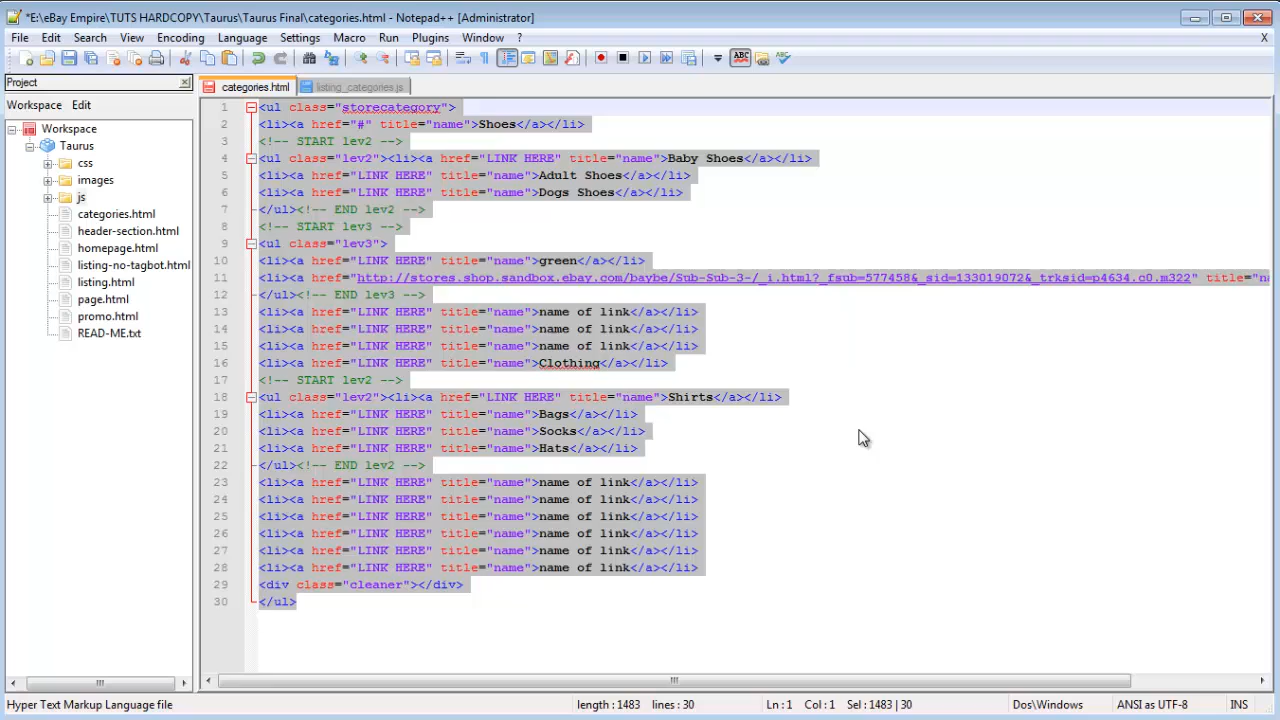 *E:\eBay Empire\TUTS HARDCOPY\Taurus\Taurus Final\categories.html - Notepad++ [Administrator]
File Edit Search View Encoding Language Settings Macro Run Plugins Window ? X
ABC ABC
Project
categories.html listing_categories.js
Workspace Edit
Workspace
Taurus
css
images
js
categories.html
header-section.html
homepage.html
listing-no-tagbot.html
listing.html
page.html
promo.html
READ-ME.txt
1 <ul class="storecategory">
2 <li><a href="#" title="name">Shoes</a></li>
3 <!-- START lev2 -->
4 <ul class="lev2"><li><a href="LINK HERE" title="name">Baby Shoes</a></li>
5 <li><a href="LINK HERE" title="name">Adult Shoes</a></li>
6 <li><a href="LINK HERE" title="name">Dogs Shoes</a></li>
7 </ul><!-- END lev2 -->
8 <!-- START lev3 -->
9 <ul class="lev3">
10 <li><a href="LINK HERE" title="name">green</a></li>
11 <li><a href="http://stores.shop.sandbox.ebay.com/baybe/Sub-Sub-3-/_i.html?_fsub=577458&_sid=133019072&_trksid=p4634.c0.m322" title="na
12 </ul><!-- END lev3 -->
13 <li><a href="LINK HERE" title="name">name of link</a></li>
14 <li><a href="LINK HERE" title="name">name of link</a></li>
15 <li><a href="LINK HERE" title="name">name of link</a></li>
16 <li><a href="LINK HERE" title="name">Clothing</a></li>
17 <!-- START lev2 -->
18 <ul class="lev2"><li><a href="LINK HERE" title="name">Shirts</a></li>
19 <li><a href="LINK HERE" title="name">Bags</a></li>
20 <li><a href="LINK HERE" title="name">Socks</a></li>
21 <li><a href="LINK HERE" title="name">Hats</a></li>
22 </ul><!-- END lev2 -->
23 <li><a href="LINK HERE" title="name">name of link</a></li>
24 <li><a href="LINK HERE" title="name">name of link</a></li>
25 <li><a href="LINK HERE" title="name">name of link</a></li>
26 <li><a href="LINK HERE" title="name">name of link</a></li>
27 <li><a href="LINK HERE" title="name">name of link</a></li>
28 <li><a href="LINK HERE" title="name">name of link</a></li>
29 <div class="cleaner"></div>
30 </ul>
Hyper Text Markup Language file length : 1483 lines : 30 Ln : 1 Col : 1 Sel : 1483 | 30 Dos\Windows ANSI as UTF-8 INS